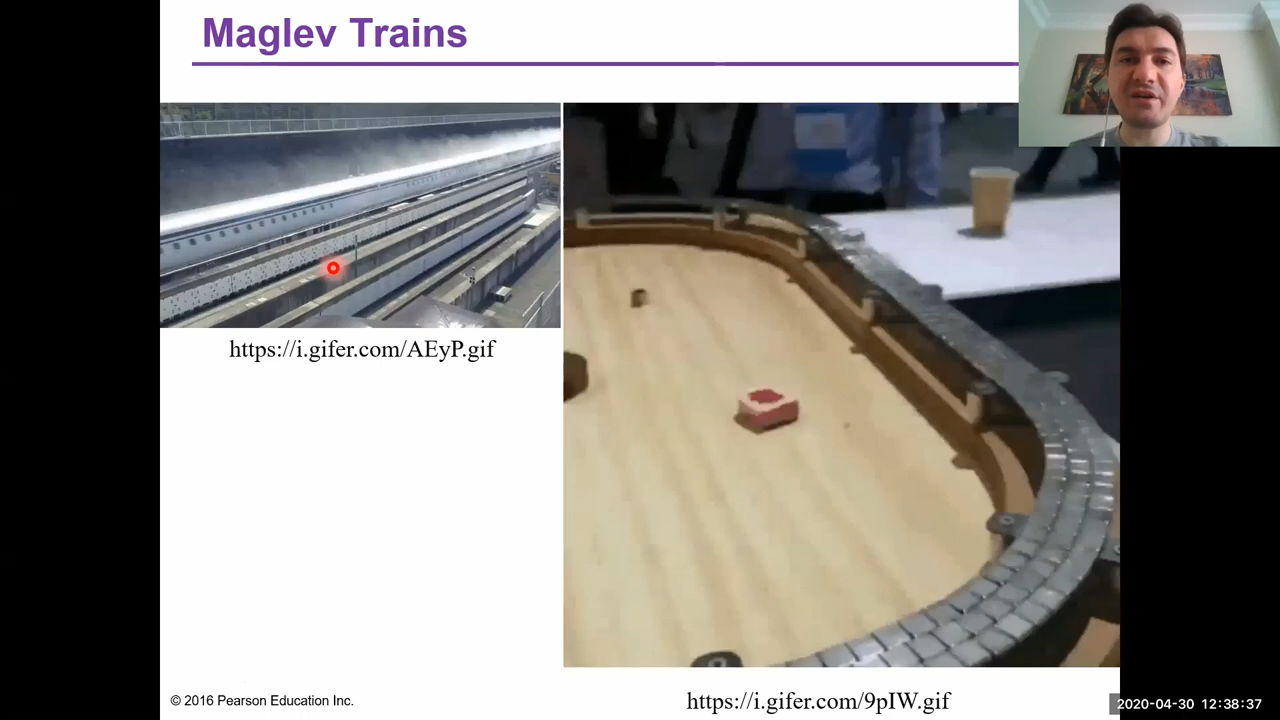 Maglev Trains
https://i.gifer.com/AEyP.gif
https://i.gifer.com/9pIW.gif
© 2016 Pearson Education Inc.
2020-04-30 12:38:37